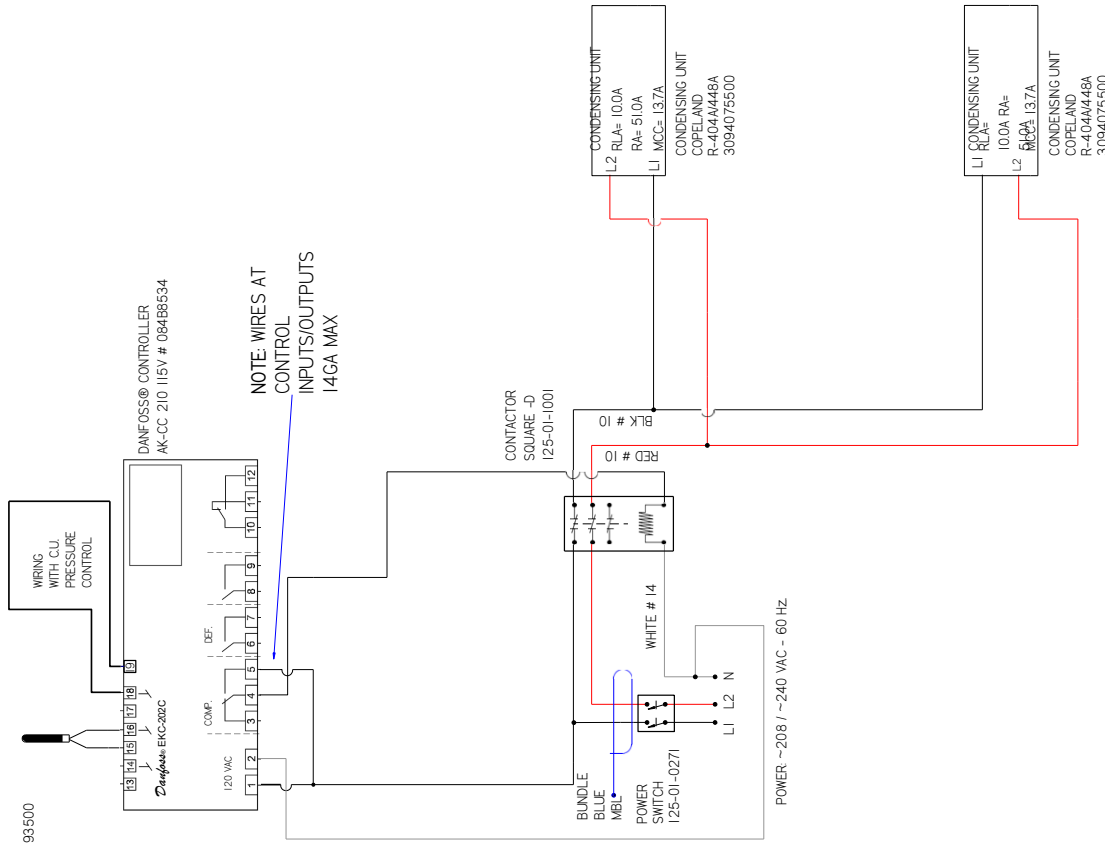 93500
WIRING
WITH C.U.
PRESSURE
CONTROL
DANFOSS® CONTROLLER
AK-CC 210 115V # 084B8534
13
14
15
16
17
18
19
Danfoss® EKC-202C
120 VAC
COMP.
DEF.
1
2
3
4
5
6
7
8
9
10
11
12
NOTE: WIRES AT
CONTROL
INPUTS/OUTPUTS
14GA MAX
CONTACTOR
SQUARE -D
125-01-1001
RED # 10
BLK # 10
WHITE # 14
BUNDLE
BLUE
MBL
POWER
SWITCH
125-01-0271
L1
L2
N
POWER: ~208 / ~240 VAC - 60 Hz.
CONDENSING UNIT
L2 RLA= 10.0A
RA= 51.0A
L1 MCC= 13.7A
CONDENSING UNIT
COPELAND
R-404A/448A
3094075500
CONDENSING UNIT
L1 RLA=
10.0A RA=
L2 51.0A
MCC= 13.7A
CONDENSING UNIT
COPELAND
R-404A/448A
3094075500